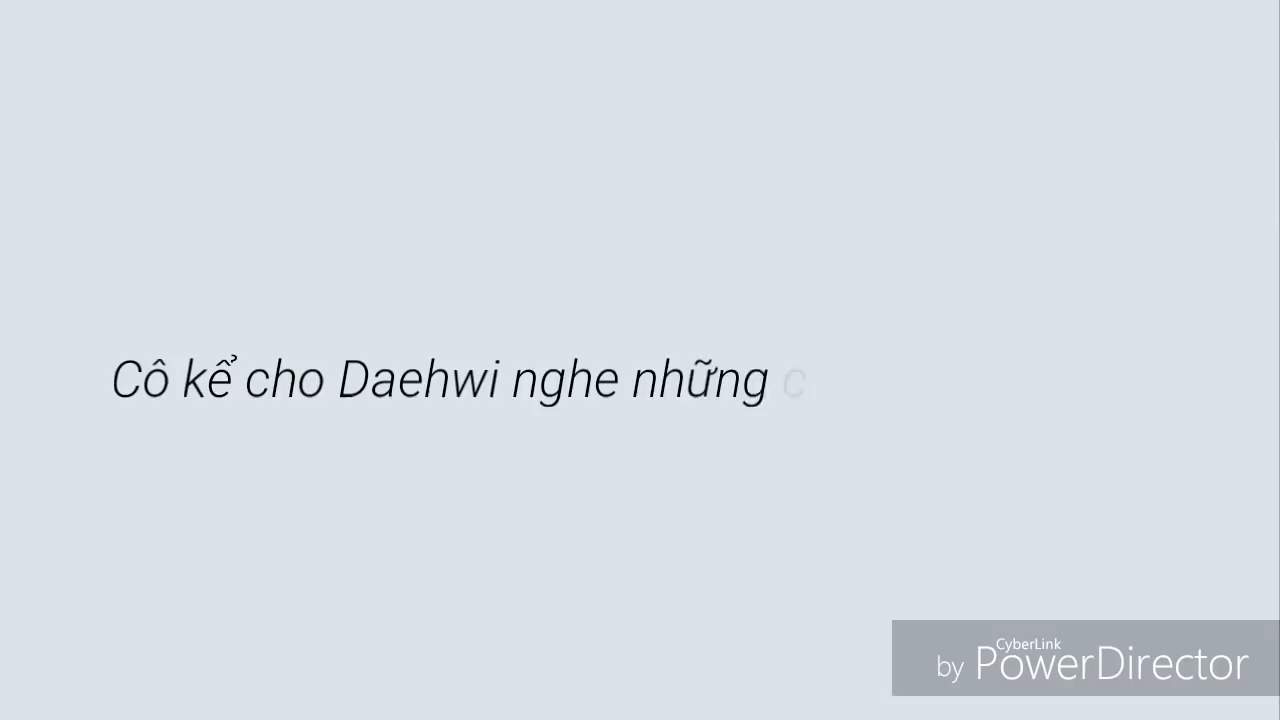 Cô kể cho Daehwi nghe những c
CyberLink
by PowerDirector